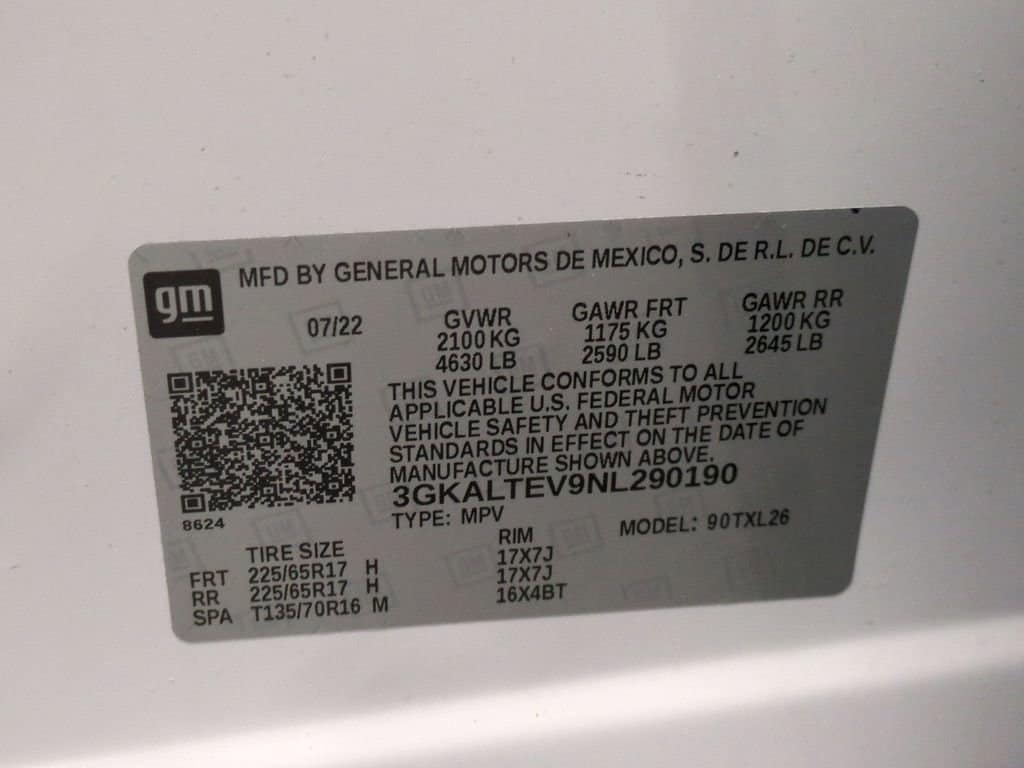 gm
MFD BY GENERAL MOTORS DE MEXICO, S. DE R.L. DE C.V.
07/22
GVWR
2100 KG
4630 LB
GAWR FRT
1175 KG
2590 LB
GAWR RR
1200 KG
2645 LB
THIS VEHICLE CONFORMS TO ALL
APPLICABLE U.S. FEDERAL MOTOR
VEHICLE SAFETY AND THEFT PREVENTION
STANDARDS IN EFFECT ON THE DATE OF
MANUFACTURE SHOWN ABOVE.
3GKALTEV9NL290190
8624
TYPE: MPV
MODEL: 90TXL26
TIRE SIZE RIM
FRT 225/65R17 H 17X7J
RR 225/65R17 H 17X7J
SPA T135/70R16 M 16X4BT